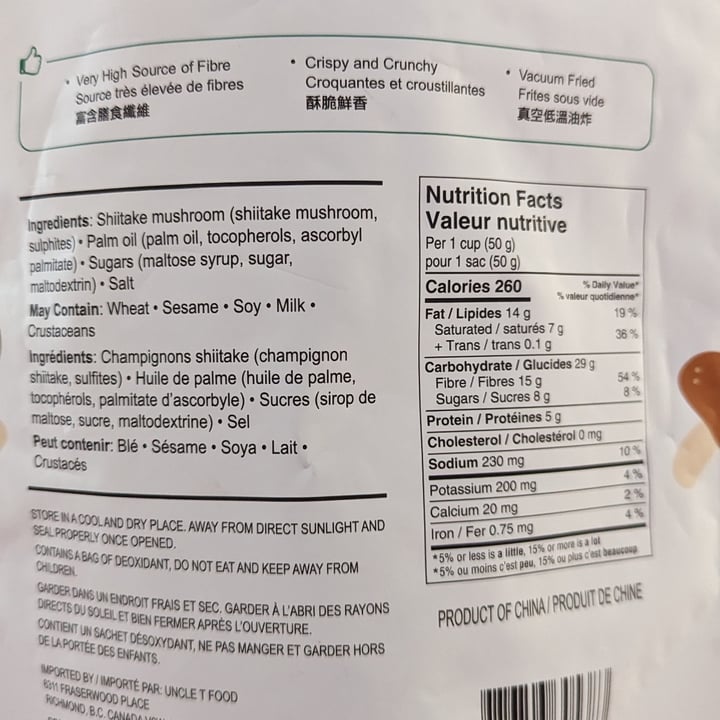 • Very High Source of Fibre
Source très élevée de fibres
富含膳食纖維
• Crispy and Crunchy
Croquantes et croustillantes
酥脆鮮香
• Vacuum Fried
Frites sous vide
真空低溫油炸
Ingredients: Shiitake mushroom (shiitake mushroom,
sulphites) • Palm oil (palm oil, tocopherols, ascorbyl
palmitate) • Sugars (maltose syrup, sugar,
maltodextrin) • Salt
May Contain: Wheat • Sesame • Soy • Milk •
Crustaceans
Ingrédients: Champignons shiitake (champignon
shiitake, sulfites) • Huile de palme (huile de palme,
tocophérols, palmitate d'ascorbyle) • Sucres (sirop de
maltose, sucre, maltodextrine) • Sel
Peut contenir: Blé • Sésame • Soya • Lait •
Crustacés
STORE IN A COOL AND DRY PLACE. AWAY FROM DIRECT SUNLIGHT AND
SEAL PROPERLY ONCE OPENED.
CONTAINS A BAG OF DEOXIDANT, DO NOT EAT AND KEEP AWAY FROM
CHILDREN.
GARDER DANS UN ENDROIT FRAIS ET SEC. GARDER À L'ABRI DES RAYONS
DIRECTS DU SOLEIL ET BIEN FERMER APRÈS L'OUVERTURE.
CONTIENT UN SACHET DÉSOXYDANT, NE PAS MANGER ET GARDER HORS
DE LA PORTÉE DES ENFANTS.
IMPORTED BY / IMPORTÉ PAR: UNCLE T FOOD
8311 FRASERWOOD PLACE
RICHMOND, B.C. CANADA
Nutrition Facts
Valeur nutritive
Per 1 cup (50 g)
pour 1 sac (50 g)
Calories 260 % Daily Value*
% valeur quotidienne*
Fat / Lipides 14 g 19 %
Saturated / saturés 7 g 36 %
+ Trans / trans 0.1 g
Carbohydrate / Glucides 29 g
Fibre / Fibres 15 g 54 %
Sugars / Sucres 8 g 8 %
Protein / Protéines 5 g
Cholesterol / Cholestérol 0 mg
Sodium 230 mg 10 %
Potassium 200 mg 4 %
Calcium 20 mg 2 %
Iron / Fer 0.75 mg 4 %
*5% or less is a little, 15% or more is a lot
*5% ou moins c'est peu, 15% ou plus c'est beaucoup
PRODUCT OF CHINA / PRODUIT DE CHINE